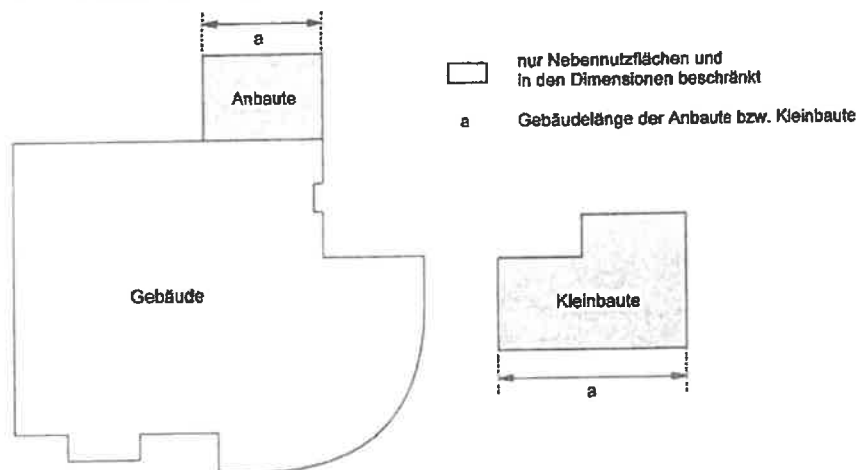 a
Anbaute
nur Nebennutzflächen und
in den Dimensionen beschränkt
a Gebäudelänge der Anbaute bzw. Kleinbaute
Gebäude
Kleinbaute
a